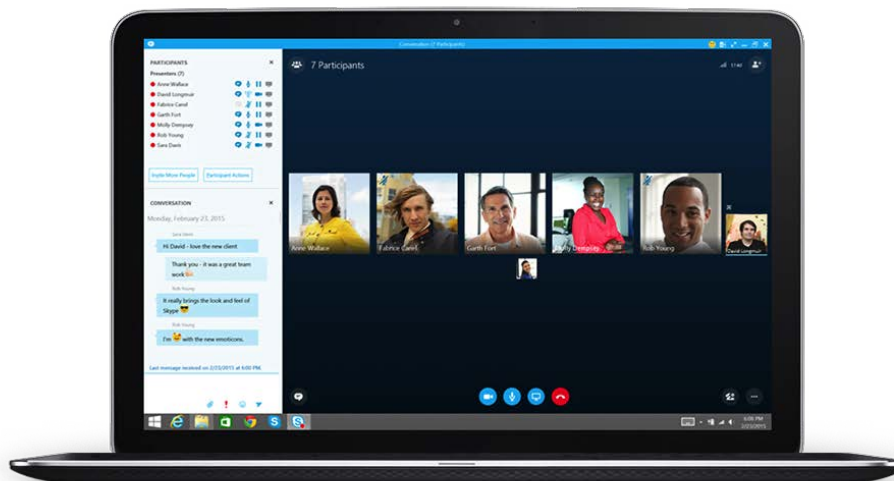 Conversation (7 Participants)
PARTICIPANTS
Presenters (7)
Anne Wallace
David Longmuir
Fabrice Canel
Garth Fort
Molly Dempsey
Rob Young
Sara Davis
Invite More People
Participant Actions
CONVERSATION
Monday, February 23, 2015
Hi David - love the new client
Thank you - it was a great team
work
Rob Young
It really brings the look and feel of
Skype
Rob Young
I'm with the new emoticons.
Last message received on 2/23/2015 at 6:00 PM.
7 Participants
Anne Wallace
Fabrice Canel
Garth Fort
Molly Dempsey
Rob Young
David Longmuir
2/23/2015